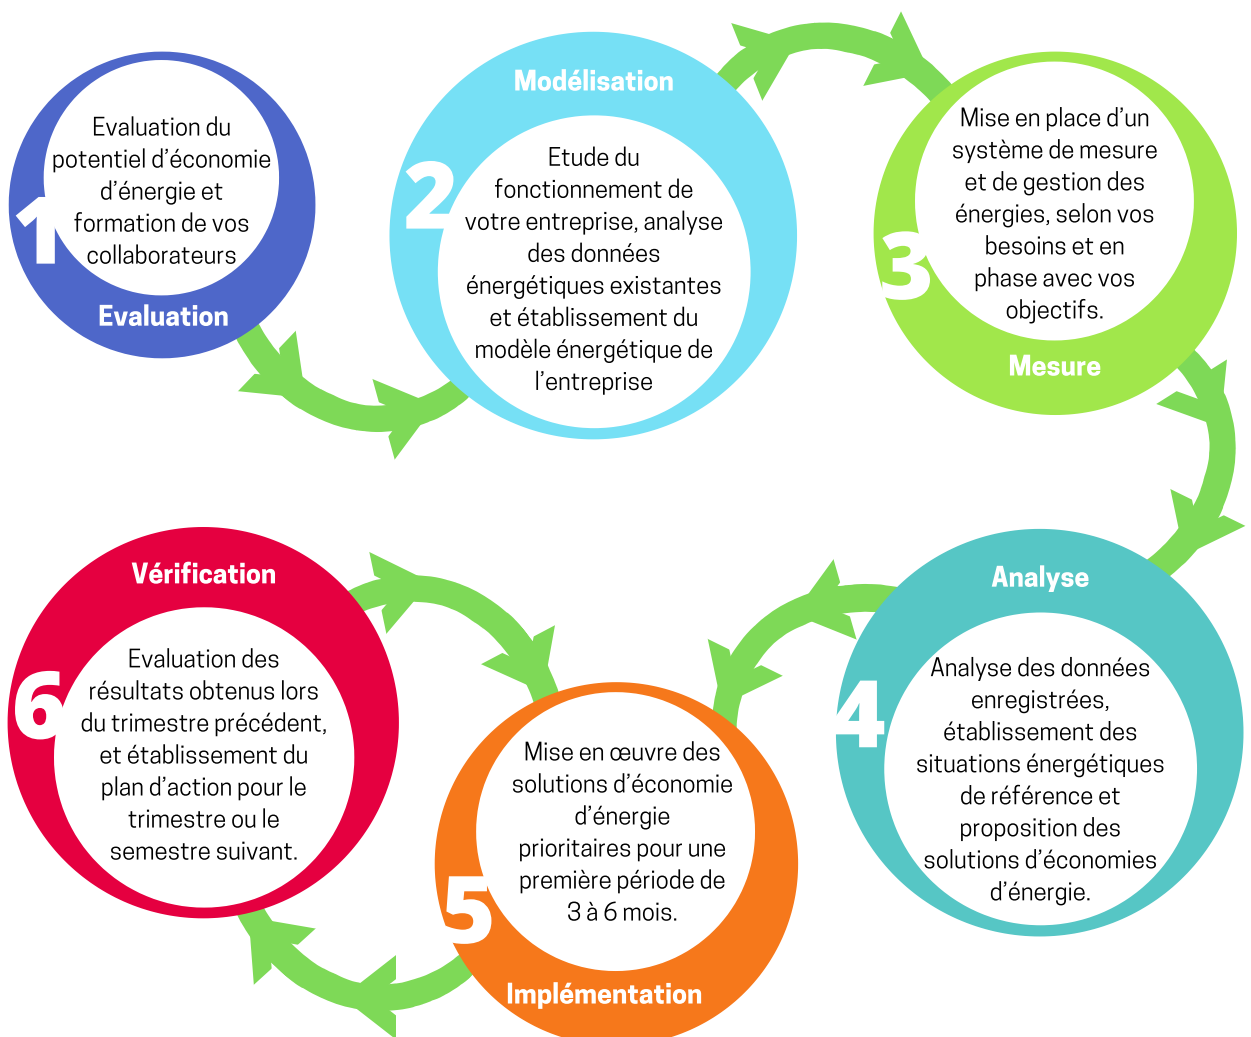 1
Evaluation du
potentiel d’économie
d’énergie et
formation de vos
collaborateurs
Evaluation
Modélisation
2
Etude du
fonctionnement de
votre entreprise, analyse
des données
énergétiques existantes
et établissement du
modèle énergétique de
l’entreprise
3
Mise en place d’un
système de mesure
et de gestion des
énergies, selon vos
besoins et en
phase avec vos
objectifs.
Mesure
Analyse
4
Analyse des données
enregistrées,
établissement des
situations énergétiques
de référence et
proposition des
solutions d’économies
d’énergie.
5
Mise en œuvre des
solutions d’économie
d’énergie
prioritaires pour une
première période de
3 à 6 mois.
Implémentation
Vérification
6
Evaluation des
résultats obtenus lors
du trimestre précédent,
et établissement du
plan d’action pour le
trimestre ou le
semestre suivant.